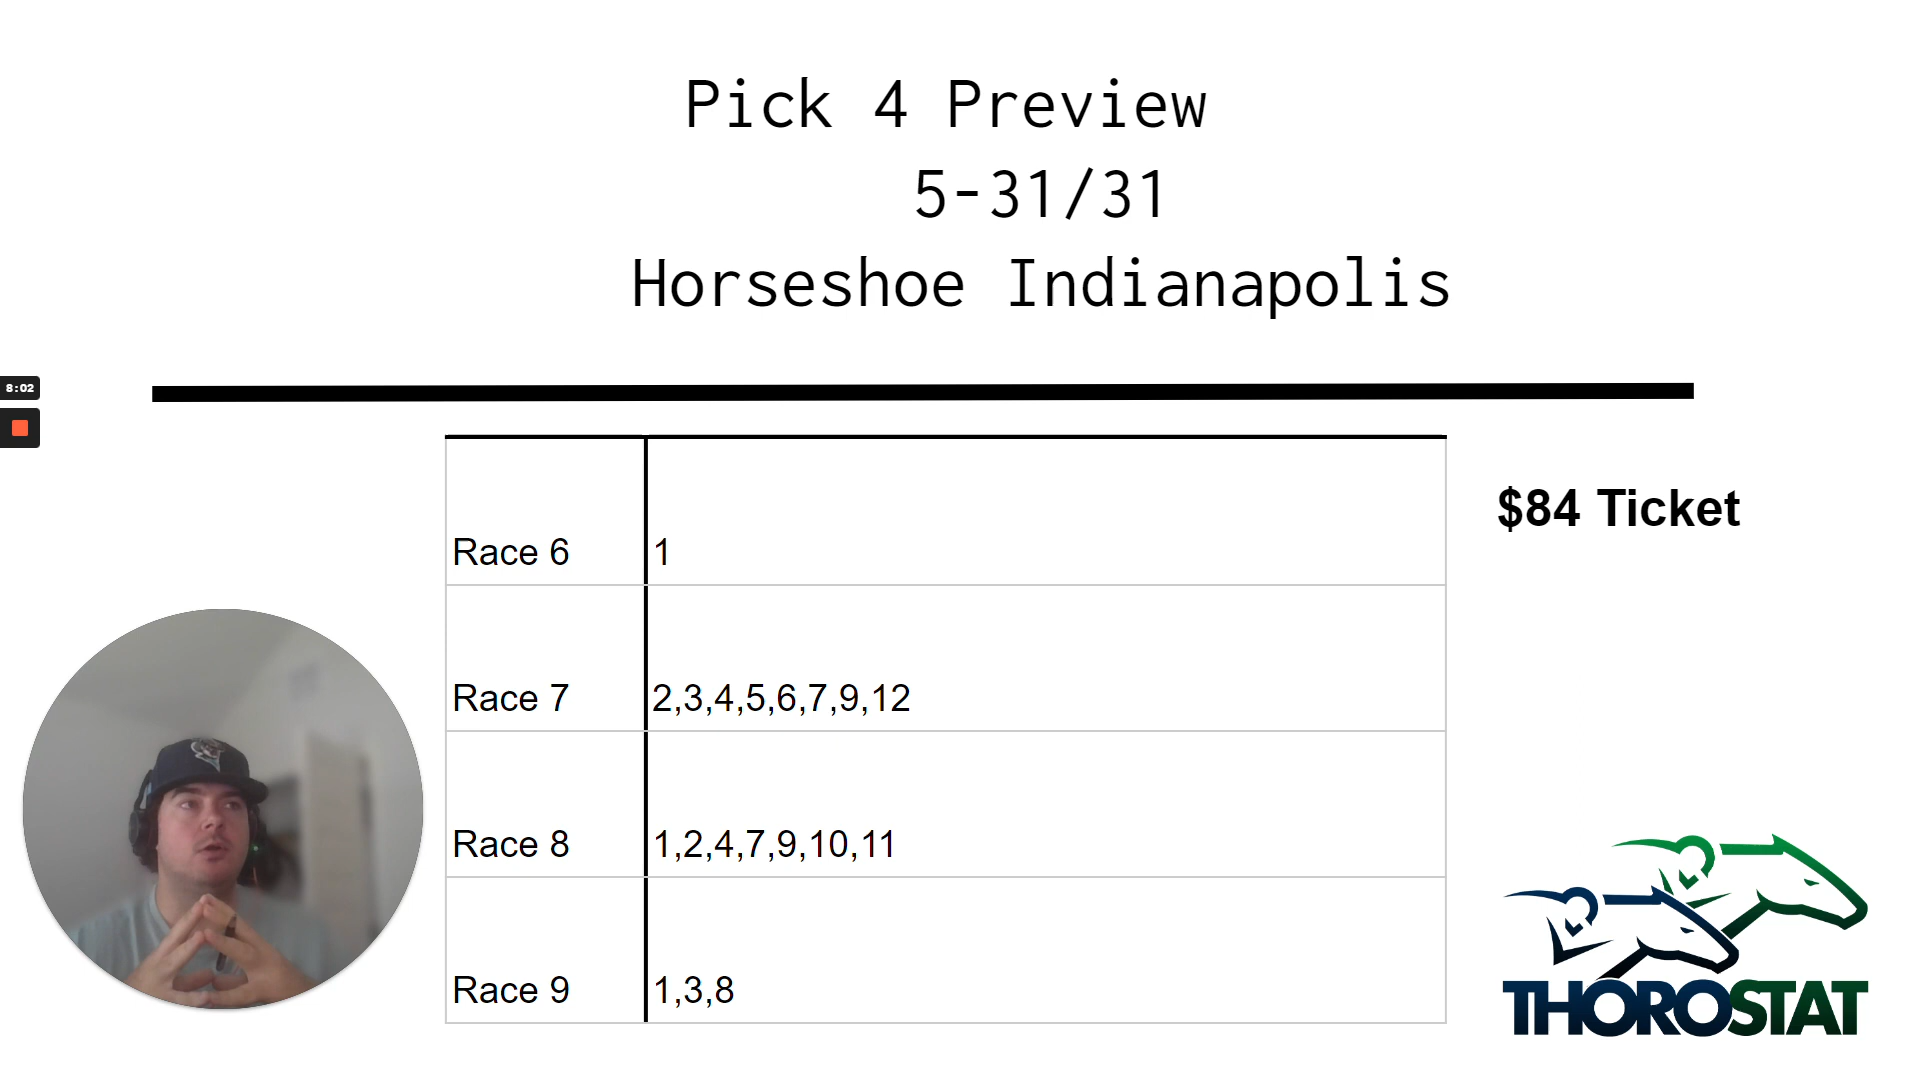 Pick 4 Preview
5-31/31
Horseshoe Indianapolis
8:02
$84 Ticket
Race 6 1
Race 7 2,3,4,5,6,7,9,12
Race 8 1,2,4,7,9,10,11
Race 9 1,3,8
THOROSTAT